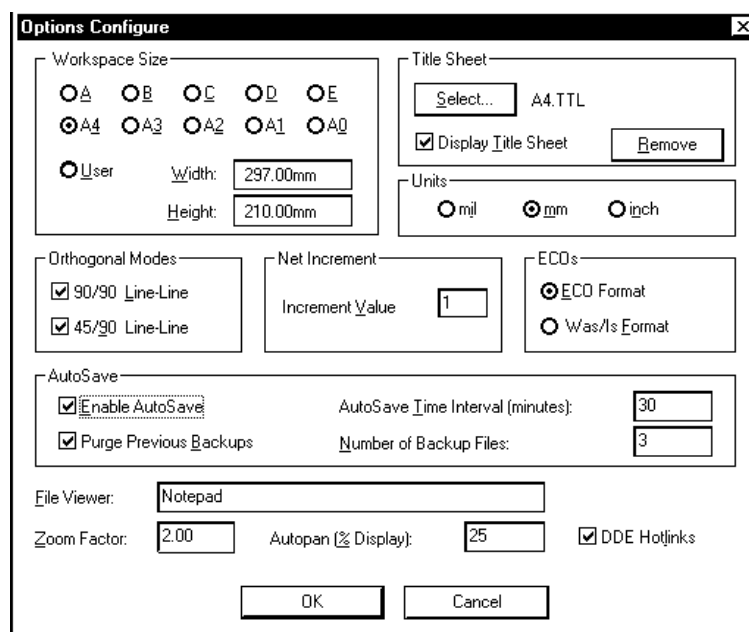 Options Configure
Workspace Size
A B C D E
A4 A3 A2 A1 A0
User Width: 297.00mm
Height: 210.00mm
Title Sheet
Select... A4.TTL
Display Title Sheet Remove
Units
mil mm inch
Orthogonal Modes
90/90 Line-Line
45/90 Line-Line
Net Increment
Increment Value 1
ECOs
ECO Format
Was/Is Format
AutoSave
Enable AutoSave AutoSave Time Interval (minutes): 30
Purge Previous Backups Number of Backup Files: 3
File Viewer: Notepad
Zoom Factor: 2.00 Autopan (% Display): 25 DDE Hotlinks
OK Cancel